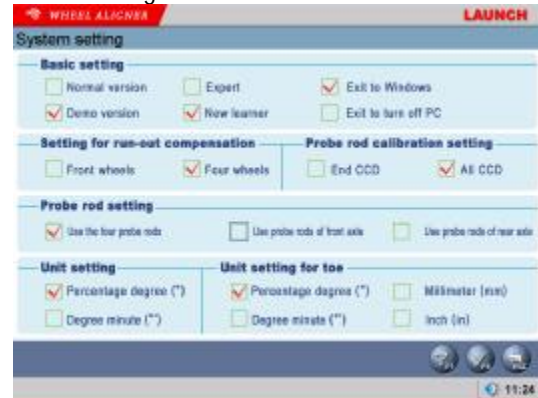 WHEEL ALIGNER LAUNCH
System setting
Basic setting
Normal version Expert Exit to Windows
Demo version New learner Exit to turn off PC
Setting for run-out compensation Probe rod calibration setting
Front wheels Four wheels End CCD All CCD
Probe rod setting
Use the four probe rods Use probe rods of front axle Use probe rods of rear axle
Unit setting Unit setting for toe
Percentage degree (°) Percentage degree (°) Millimeter (mm)
Degree minute (°') Degree minute (°') Inch (in)
11:24